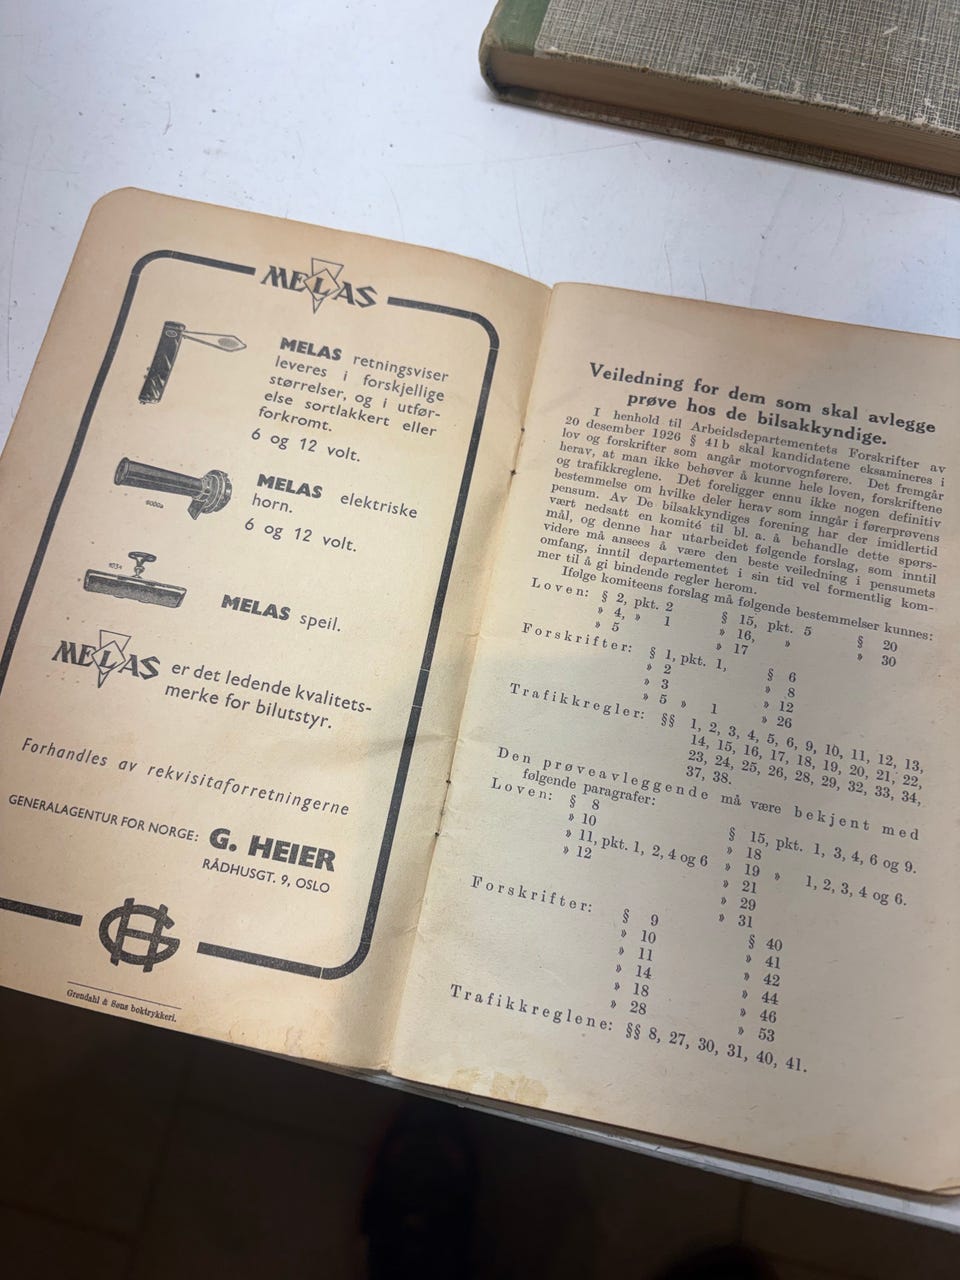 MELAS
MELAS retningsviser
leveres i forskjellige
størrelser, og i utfør-
else sortlakkert eller
forkromt.
6 og 12 volt.
6000a
MELAS elektriske
horn.
6 og 12 volt.
1034
MELAS speil.
MELAS er det ledende kvalitets-
merke for bilutstyr.
Forhandles av rekvisitaforretningerne
GENERALAGENTUR FOR NORGE: G. HEIER
RÅDHUSGT. 9, OSLO
GH
Grøndahl & Søns boktrykkeri.
Veiledning for dem som skal avlegge
prøve hos de bilsakkyndige.
I henhold til Arbeidsdepartementets Forskrifter av
20 desember 1926 § 41 b skal kandidatene eksamineres i
lov og forskrifter som angår motorvognførere. Det fremgår
herav, at man ikke behøver å kunne hele loven, forskriftene
og trafikkreglene. Det foreligger ennu ikke nogen definitiv
bestemmelse om hvilke deler herav som inngår i førerprøvens
pensum. Av De bilsakkyndiges forening har der imidlertid
vært nedsatt en komité til bl. a. å behandle dette spørs-
mål, og denne har utarbeidet følgende forslag, som inntil
videre må ansees å være den beste veiledning i pensumets
omfang, inntil departementet i sin tid vel formentlig kom-
mer til å gi bindende regler herom.
Ifølge komiteens forslag må følgende bestemmelser kunnes:
Loven: § 2, pkt. 2 § 15, pkt. 5 § 20
» 4, » 1 » 16, » » 30
» 5 » 17
Forskrifter: § 1, pkt. 1, § 6
» 2 » 8
» 3 » 12
» 5 » 1 » 26
Trafikkregler: §§ 1, 2, 3, 4, 5, 6, 9, 10, 11, 12, 13,
14, 15, 16, 17, 18, 19, 20, 21, 22,
23, 24, 25, 26, 28, 29, 32, 33, 34,
37, 38.
Den prøveavleggende må være bekjent med
følgende paragrafer:
Loven: § 8 § 15, pkt. 1, 3, 4, 6 og 9.
» 10 » 18
» 11, pkt. 1, 2, 4 og 6 » 19 » 1, 2, 3, 4 og 6.
» 12 » 21
» 29
» 31
Forskrifter: § 9 § 40
» 10 » 41
» 11 » 42
» 14 » 44
» 18 » 46
» 28 » 53
Trafikkreglene: §§ 8, 27, 30, 31, 40, 41.